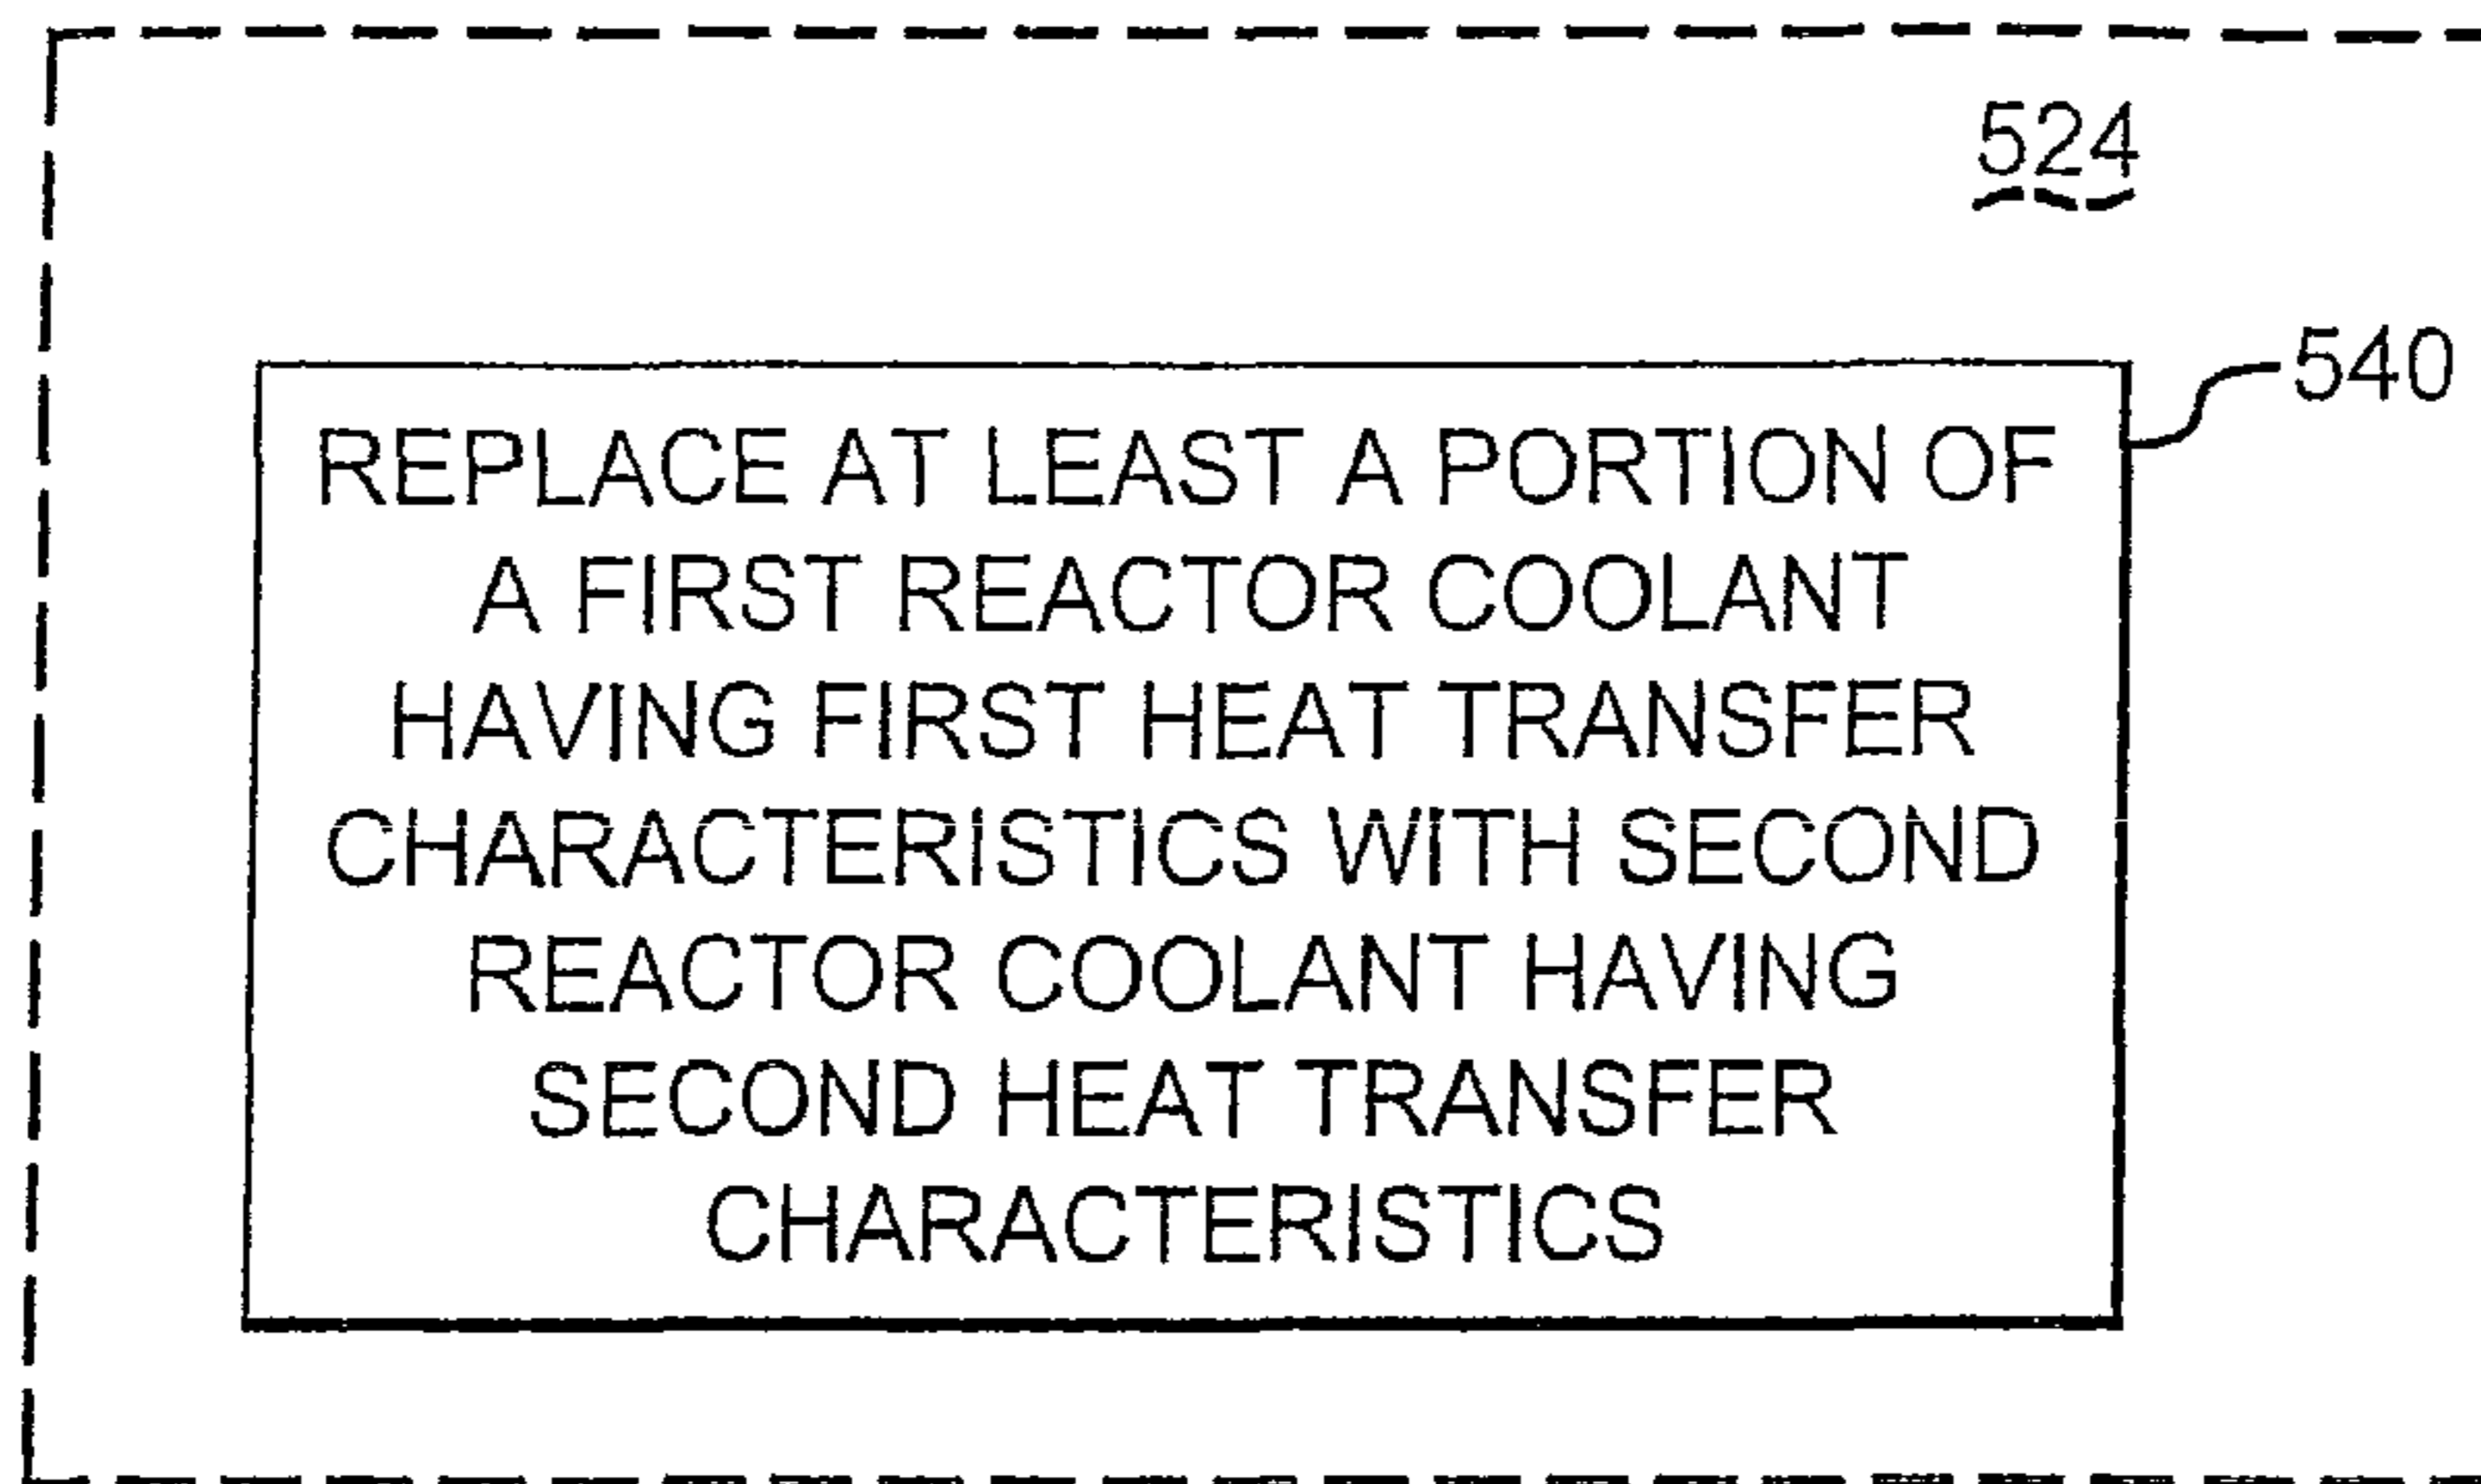 524
540
REPLACE AT LEAST A PORTION OF
A FIRST REACTOR COOLANT
HAVING FIRST HEAT TRANSFER
CHARACTERISTICS WITH SECOND
REACTOR COOLANT HAVING
SECOND HEAT TRANSFER
CHARACTERISTICS